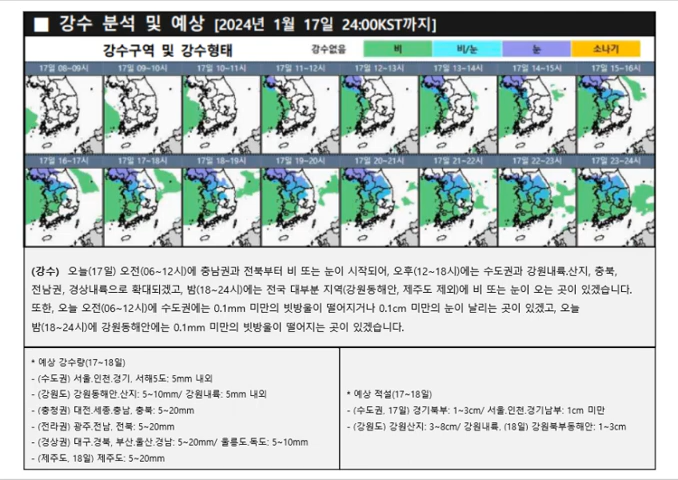 ■ 강수 분석 및 예상 [2024년 1월 17일 24:00KST까지]
강수구역 및 강수형태 강수없음 비 비/눈 눈 소나기
17일 08~09시 17일 09~10시 17일 10~11시 17일 11~12시 17일 12~13시 17일 13~14시 17일 14~15시 17일 15~16시
17일 16~17시 17일 17~18시 17일 18~19시 17일 19~20시 17일 20~21시 17일 21~22시 17일 22~23시 17일 23~24시
(강수) 오늘(17일) 오전(06~12시)에 충남권과 전북부터 비 또는 눈이 시작되어, 오후(12~18시)에는 수도권과 강원내륙.산지, 충북,
전남권, 경상내륙으로 확대되겠고, 밤(18~24시)에는 전국 대부분 지역(강원동해안, 제주도 제외)에 비 또는 눈이 오는 곳이 있겠습니다.
또한, 오늘 오전(06~12시)에 수도권에는 0.1mm 미만의 빗방울이 떨어지거나 0.1cm 미만의 눈이 날리는 곳이 있겠고, 오늘
밤(18~24시)에 강원동해안에는 0.1mm 미만의 빗방울이 떨어지는 곳이 있겠습니다.
* 예상 강수량(17~18일)
- (수도권) 서울.인천.경기, 서해5도: 5mm 내외
- (강원도) 강원동해안.산지: 5~10mm/ 강원내륙: 5mm 내외
- (충청권) 대전.세종.충남, 충북: 5~20mm
- (전라권) 광주.전남, 전북: 5~20mm
- (경상권) 대구.경북, 부산.울산.경남: 5~20mm/ 울릉도.독도: 5~10mm
- (제주도, 18일) 제주도: 5~20mm
* 예상 적설(17~18일)
- (수도권, 17일) 경기북부: 1~3cm/ 서울.인천.경기남부: 1cm 미만
- (강원도) 강원산지: 3~8cm/ 강원내륙, (18일) 강원북부동해안: 1~3cm